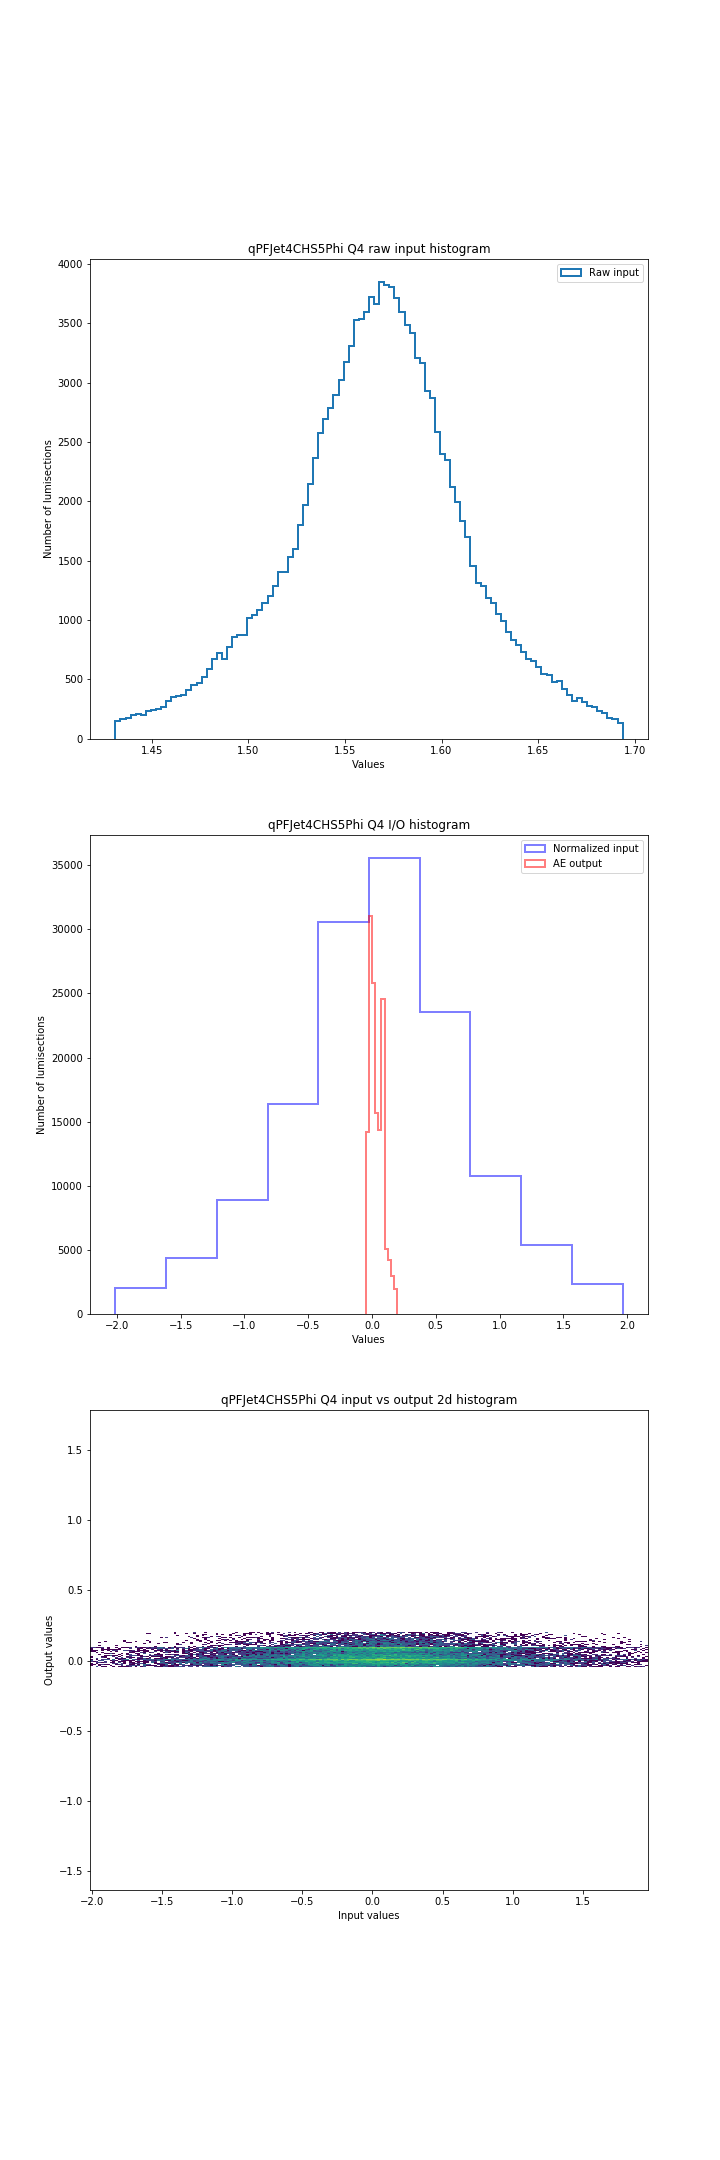 qPFJet4CHS5Phi Q4 raw input histogram
4000
3500
3000
2500
2000
1500
1000
500
0
Number of lumisections
Raw input
1.45 1.50 1.55 1.60 1.65 1.70
Values
qPFJet4CHS5Phi Q4 I/O histogram
35000
30000
25000
20000
15000
10000
5000
0
Number of lumisections
Normalized input
AE output
−2.0 −1.5 −1.0 −0.5 0.0 0.5 1.0 1.5 2.0
Values
qPFJet4CHS5Phi Q4 input vs output 2d histogram
1.5
1.0
0.5
0.0
−0.5
−1.0
−1.5
Output values
−2.0 −1.5 −1.0 −0.5 0.0 0.5 1.0 1.5
Input values